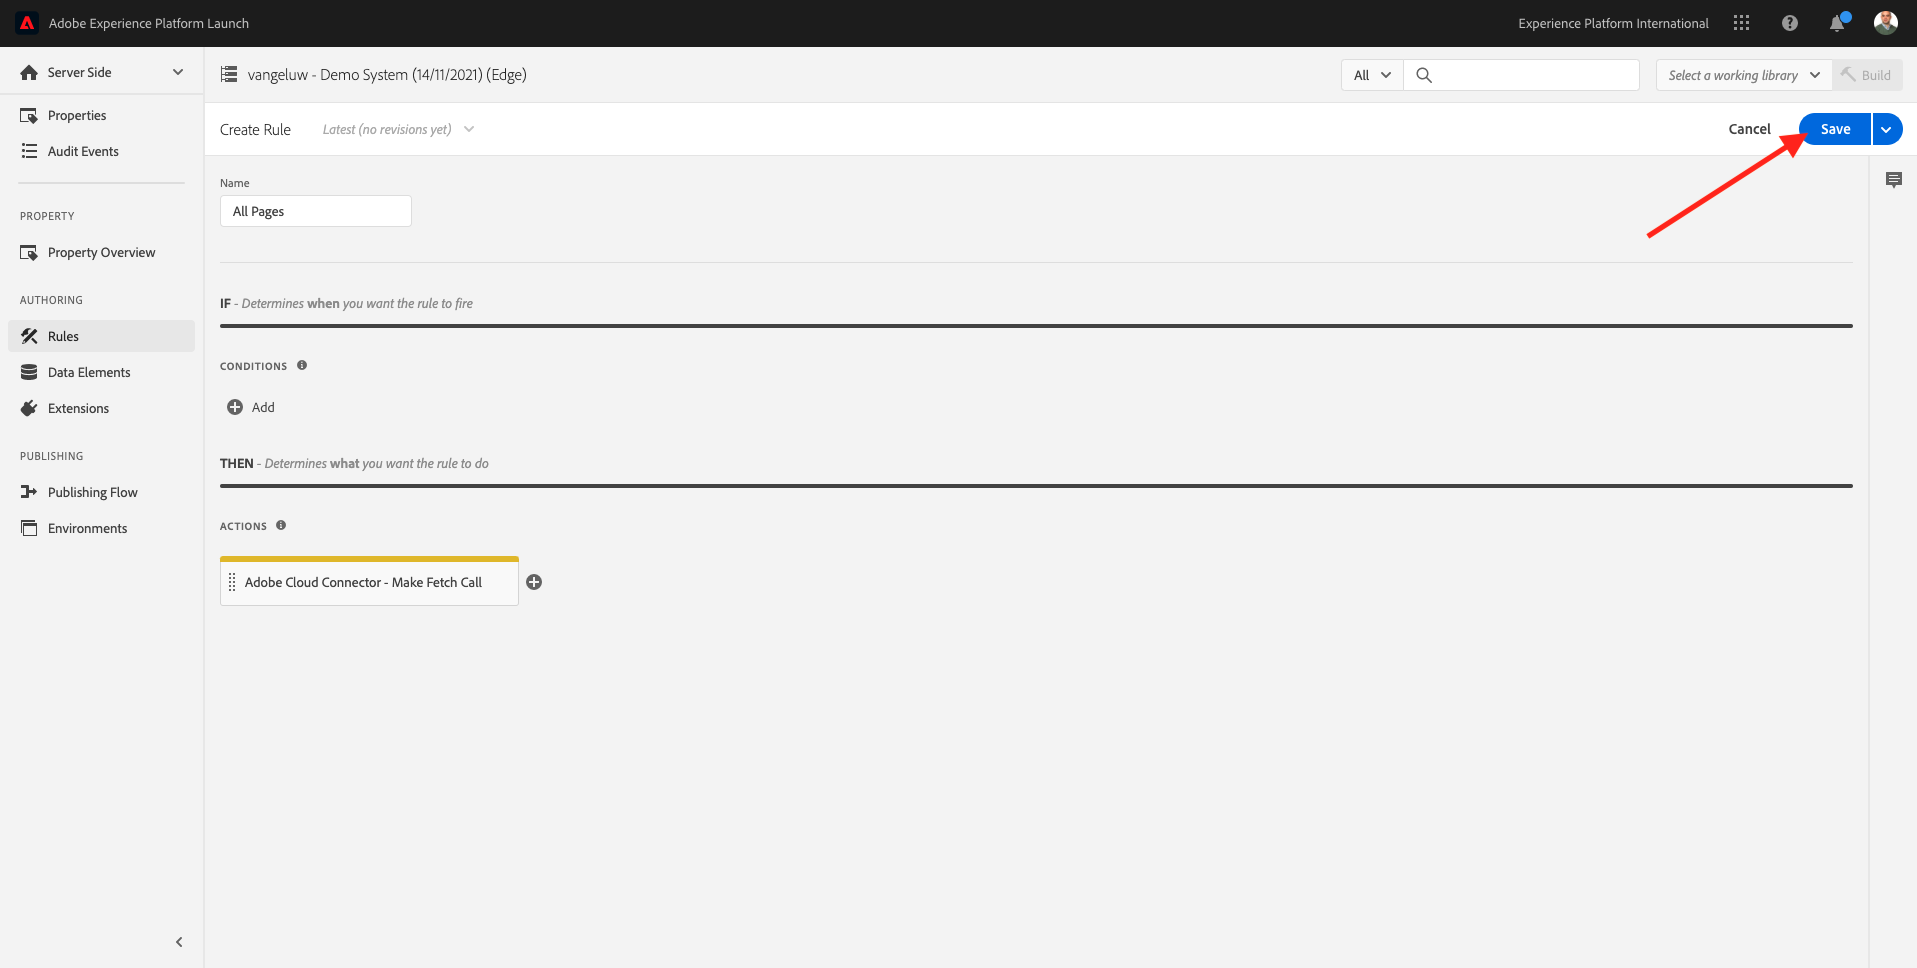 Adobe Experience Platform Launch
Experience Platform International
Server Side
vangeluw - Demo System (14/11/2021) (Edge)
All
Select a working library
Build
Properties
Audit Events
Create Rule
Latest (no revisions yet)
Cancel
Save
Name
All Pages
PROPERTY
Property Overview
AUTHORING
Rules
Data Elements
Extensions
PUBLISHING
Publishing Flow
Environments
IF - Determines when you want the rule to fire
CONDITIONS
Add
THEN - Determines what you want the rule to do
ACTIONS
Adobe Cloud Connector - Make Fetch Call